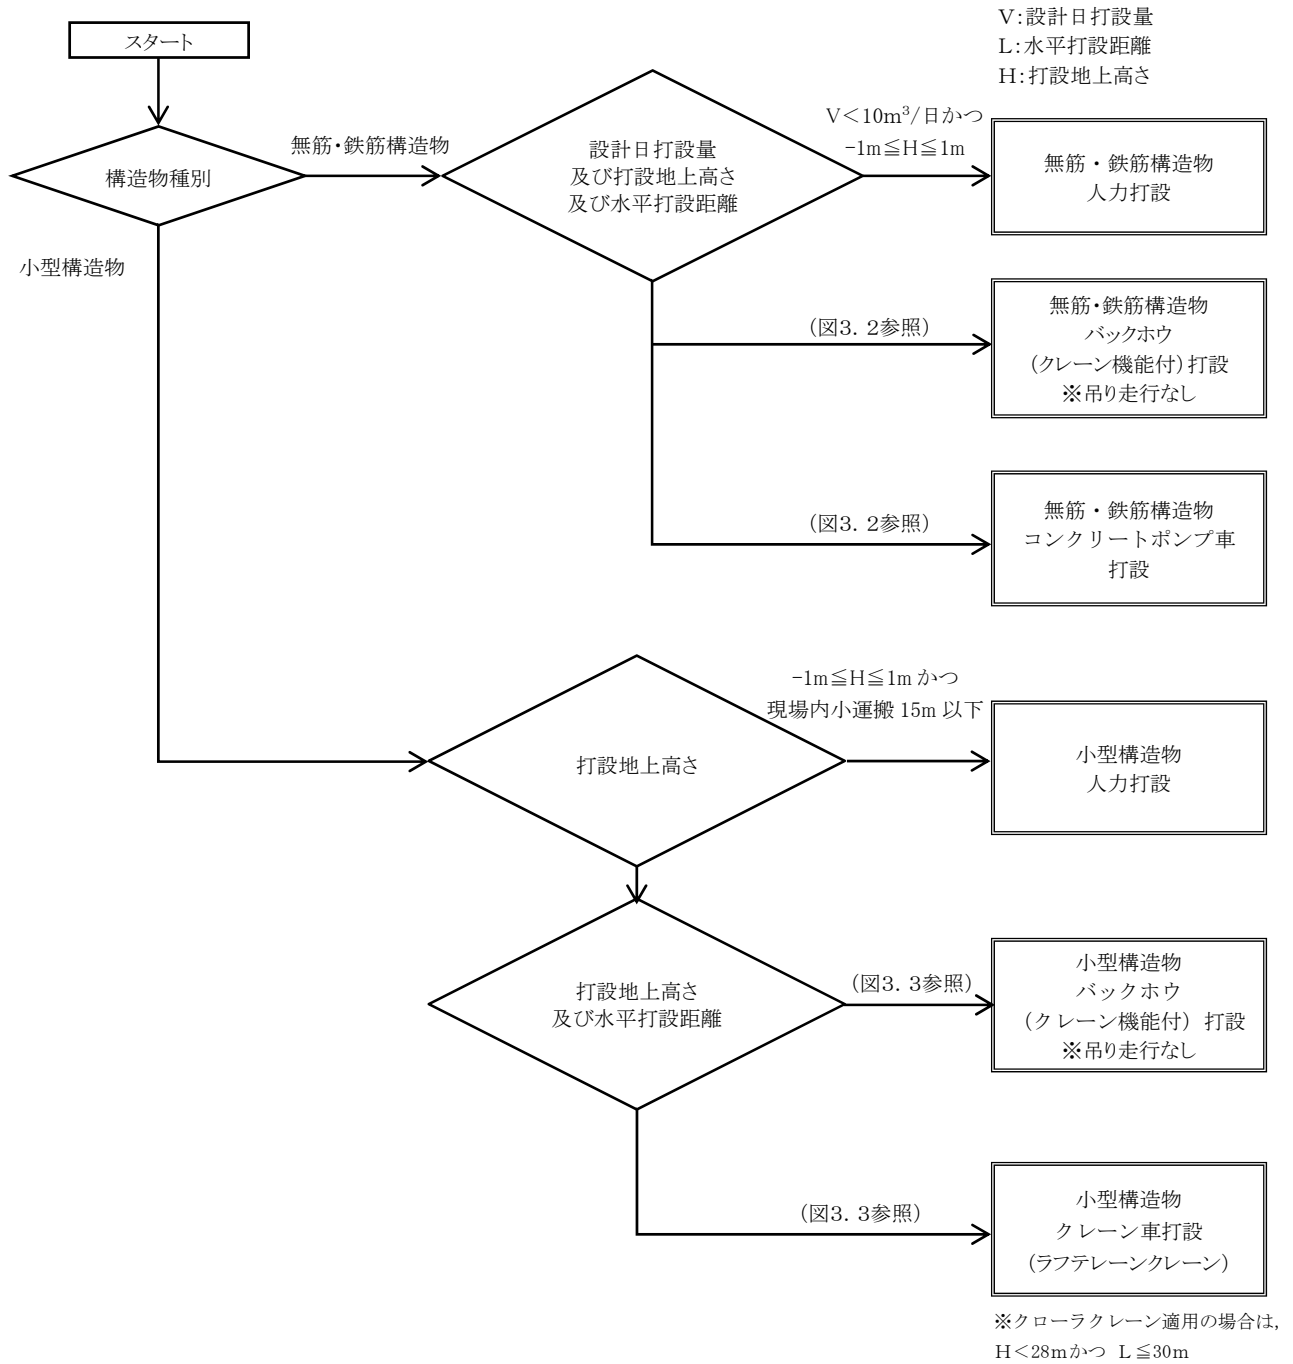 V:設計日打設量
L:水平打設距離
H:打設地上高さ
スタート
構造物種別
無筋・鉄筋構造物
小型構造物
設計日打設量
及び打設地上高さ
及び水平打設距離
V＜10m³/日かつ
-1m≦H≦1m
無筋・鉄筋構造物
人力打設
(図3．2参照)
無筋・鉄筋構造物
バックホウ
(クレーン機能付)打設
※吊り走行なし
(図3．2参照)
無筋・鉄筋構造物
コンクリートポンプ車
打設
打設地上高さ
-1m≦H≦1m かつ
現場内小運搬 15m 以下
小型構造物
人力打設
打設地上高さ
及び水平打設距離
(図3．3参照)
小型構造物
バックホウ
(クレーン機能付) 打設
※吊り走行なし
(図3．3参照)
小型構造物
クレーン車打設
(ラフテレーンクレーン)
※クローラクレーン適用の場合は,
H＜28mかつ L≦30m